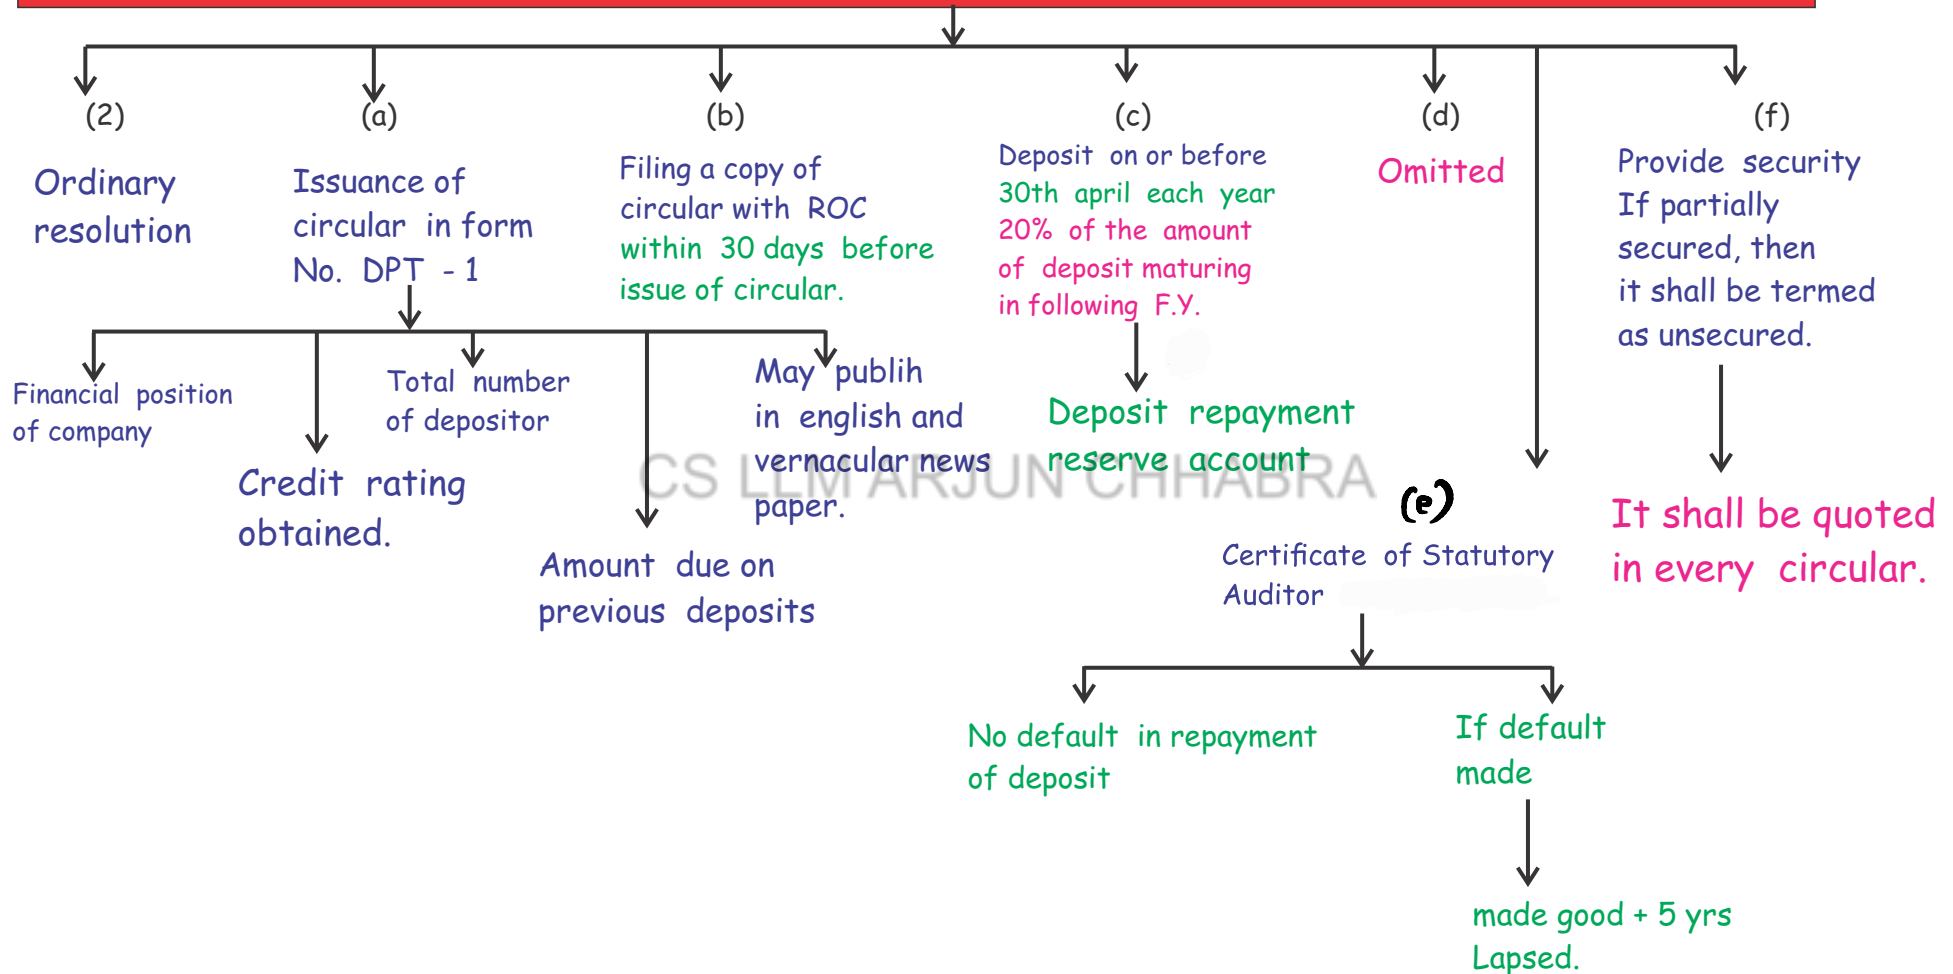 (2)
Ordinary
resolution
(a)
Issuance of
circular in form
No. DPT - 1
Financial position
of company
Credit rating
obtained.
Total number
of depositor
Amount due on
previous deposits
May publih
in english and
vernacular news
paper.
(b)
Filing a copy of
circular with ROC
within 30 days before
issue of circular.
(c)
Deposit on or before
30th april each year
20% of the amount
of deposit maturing
in following F.Y.
Deposit repayment
reserve account
(d)
Omitted
(e)
Certificate of Statutory
Auditor
No default in repayment
of deposit
If default
made
made good + 5 yrs
Lapsed.
(f)
Provide security
If partially
secured, then
it shall be termed
as unsecured.
It shall be quoted
in every circular.
CS LLM ARJUN CHHABRA